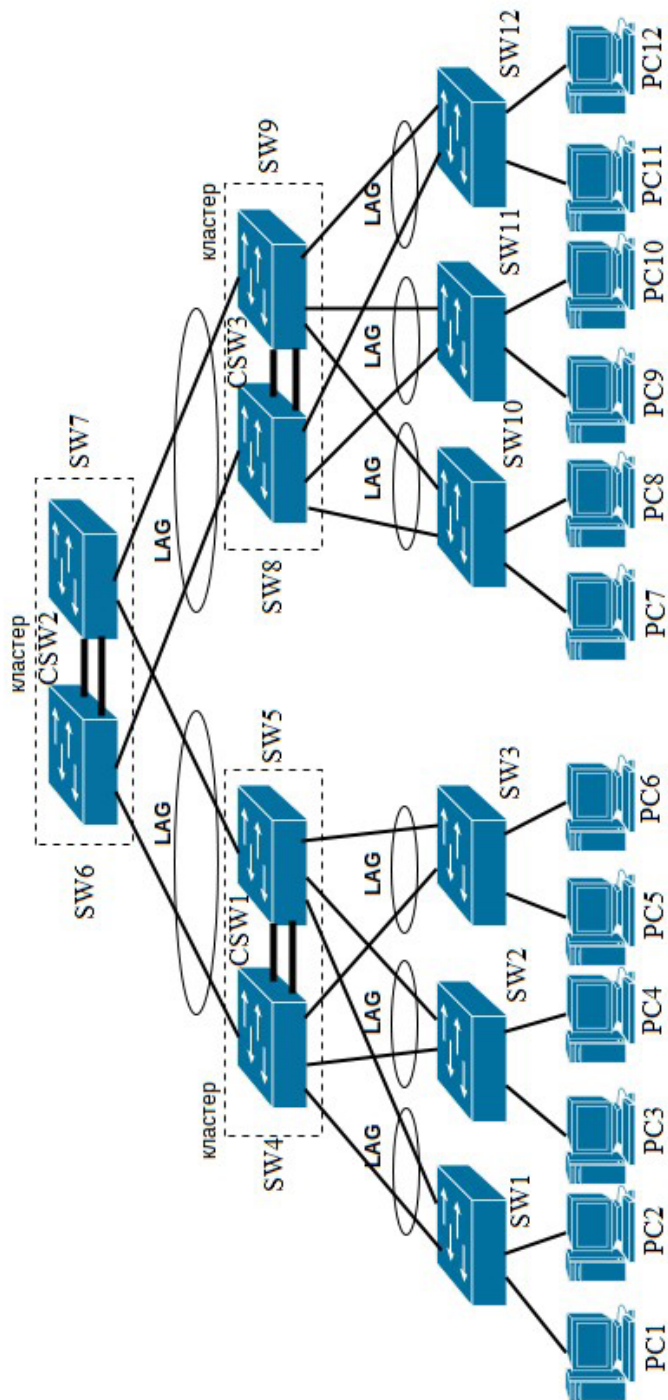 кластер
CSW2
SW6
SW7
LAG
LAG
кластер
CSW1
SW4
SW5
кластер
CSW3
SW8
SW9
LAG
LAG
LAG
LAG
LAG
LAG
SW1
SW2
SW3
SW10
SW11
SW12
PC1
PC2
PC3
PC4
PC5
PC6
PC7
PC8
PC9
PC10
PC11
PC12